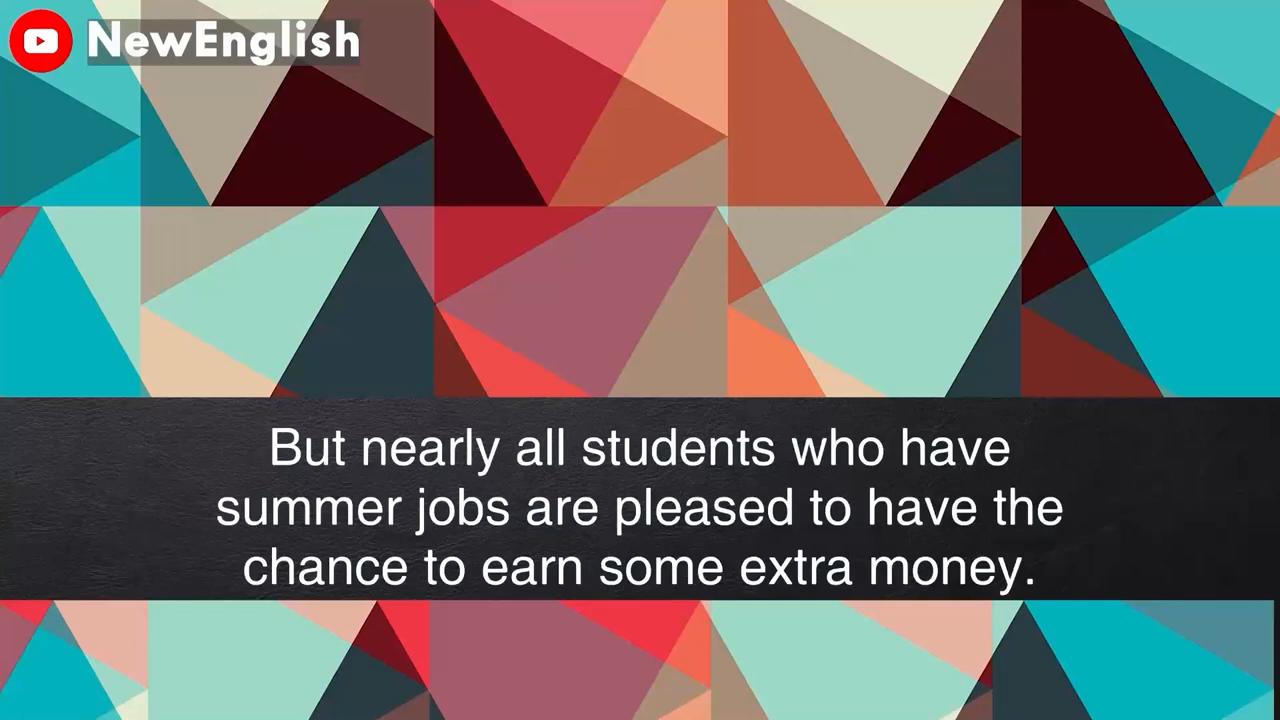 NewEnglish
But nearly all students who have
summer jobs are pleased to have the
chance to earn some extra money.